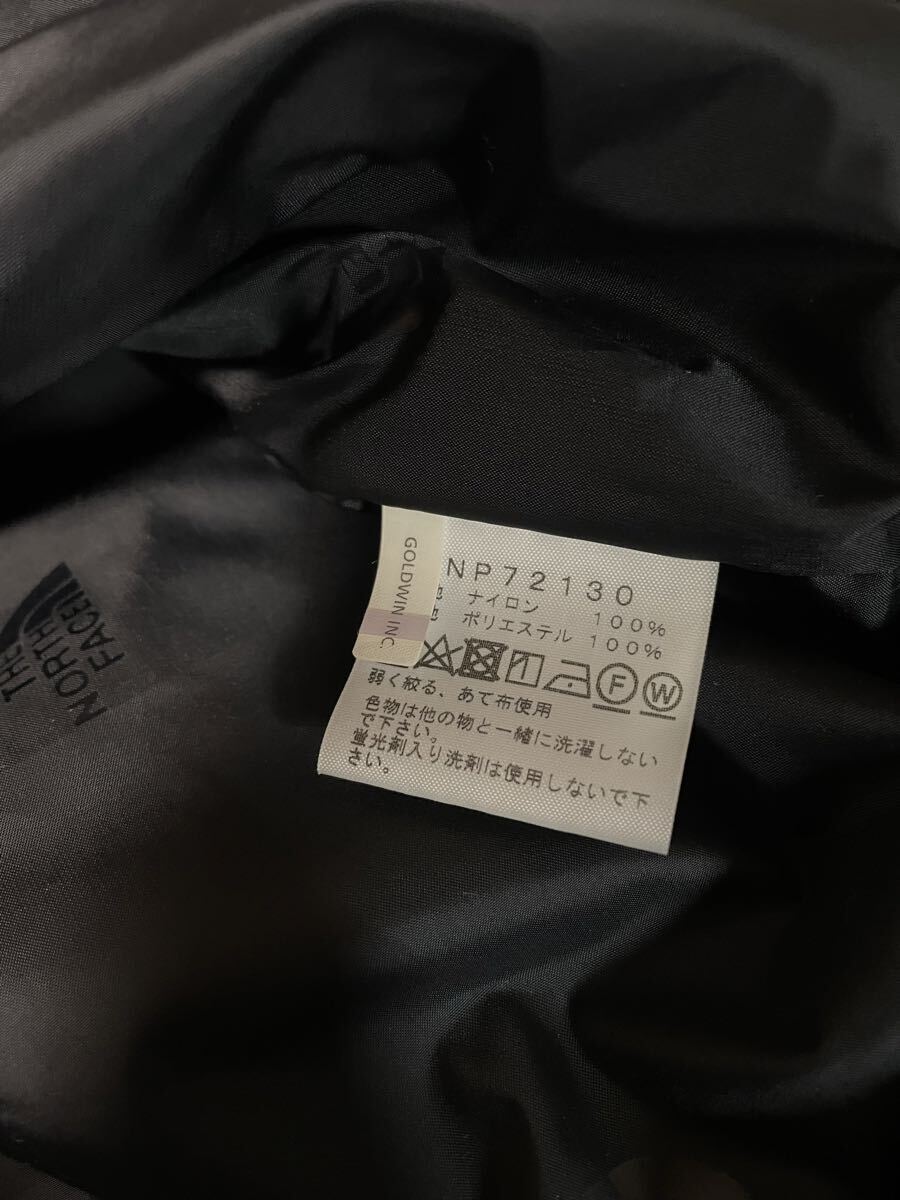 THE
NORTH
FACE
GOLDWIN INC.
NP72130
地 ナイロン 100%
地 ポリエステル 100%
F W
弱く絞る、あて布使用
色物は他の物と一緒に洗濯しない
で下さい。
蛍光剤入り洗剤は使用しないで下
さい。